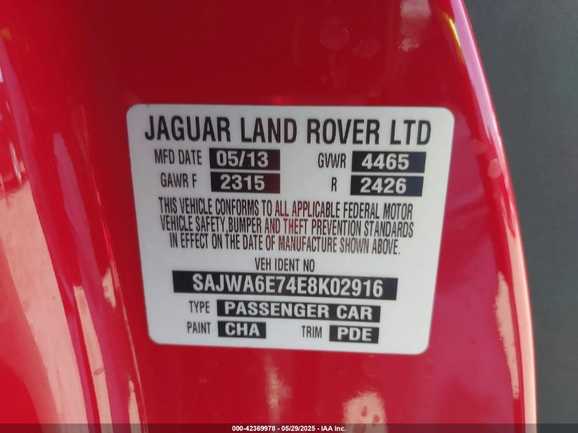 JAGUAR LAND ROVER LTD
MFD DATE 05/13 GVWR 4465
GAWR F 2315 R 2426
THIS VEHICLE CONFORMS TO ALL APPLICABLE FEDERAL MOTOR
VEHICLE SAFETY, BUMPER AND THEFT PREVENTION STANDARDS
IN EFFECT ON THE DATE OF MANUFACTURE SHOWN ABOVE.
VEH IDENT NO
SAJWA6E74E8K02916
TYPE PASSENGER CAR
PAINT CHA TRIM PDE
000-42369978 - 05/29/2025 - IAA Inc.